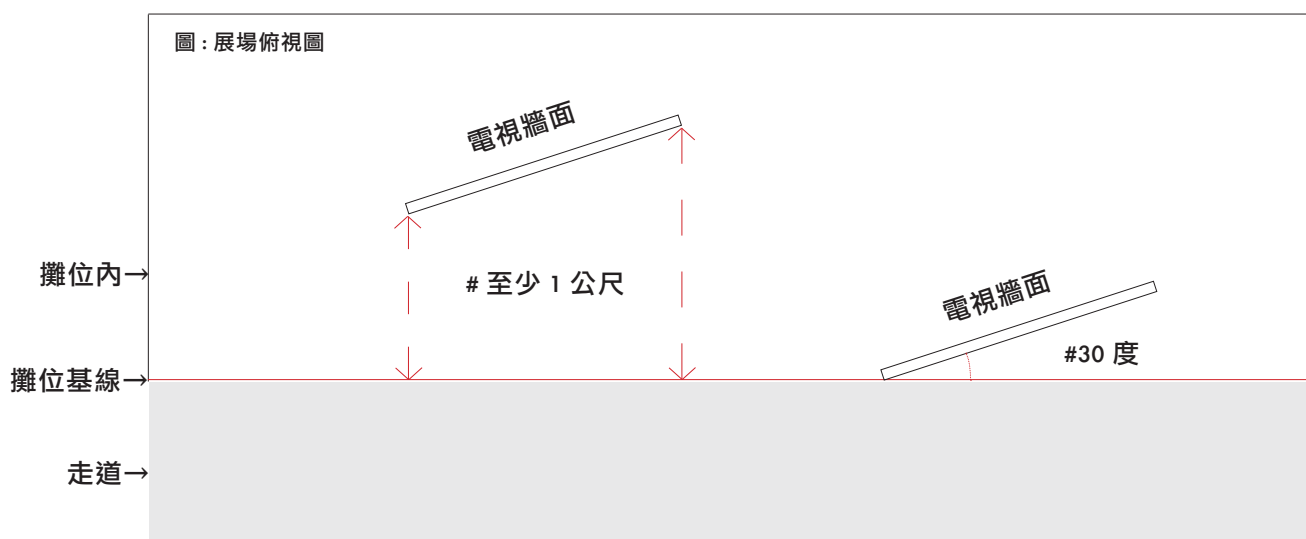 圖 : 展場俯視圖
電視牆面
攤位內→
# 至少 1 公尺
電視牆面
#30 度
攤位基線→
走道→